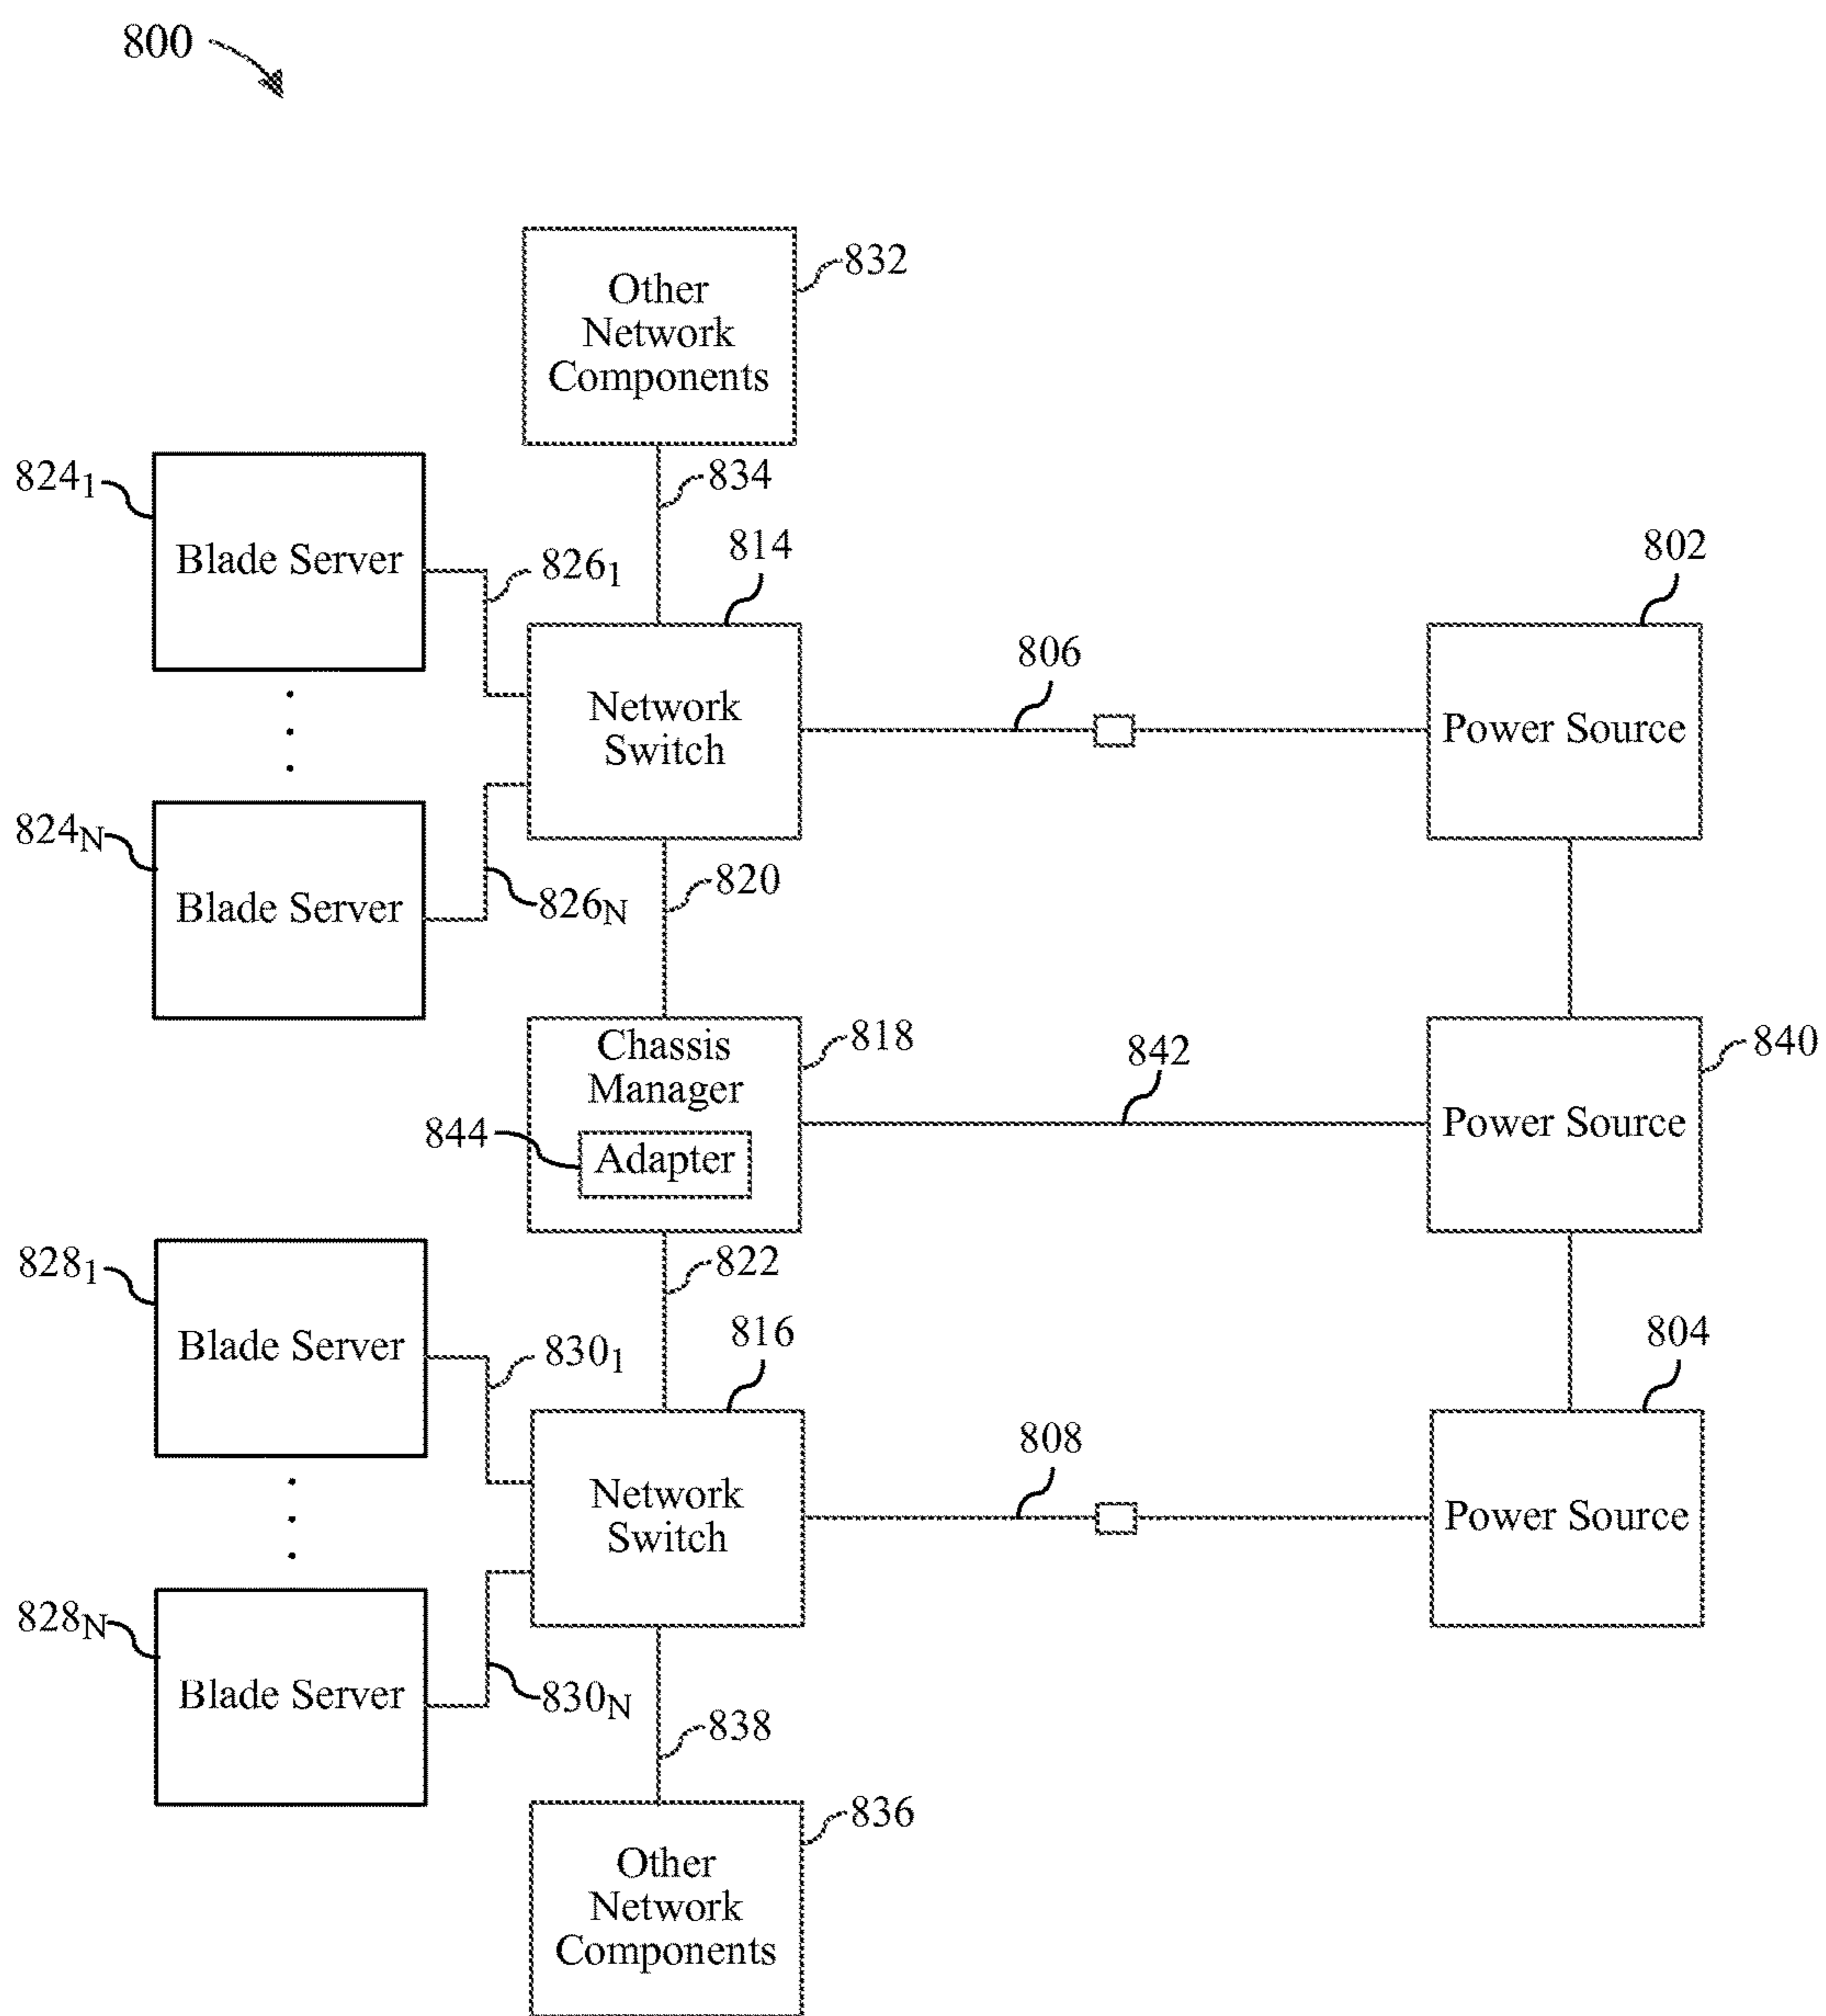 800
832
Other
Network
Components
834
824₁
Blade Server
826₁
814
802
806
Network
Switch
Power Source
824N
Blade Server
826N
820
Chassis
Manager
818
842
840
844
Adapter
Power Source
828₁
822
Blade Server
830₁
816
804
808
Network
Switch
Power Source
828N
Blade Server
830N
838
836
Other
Network
Components